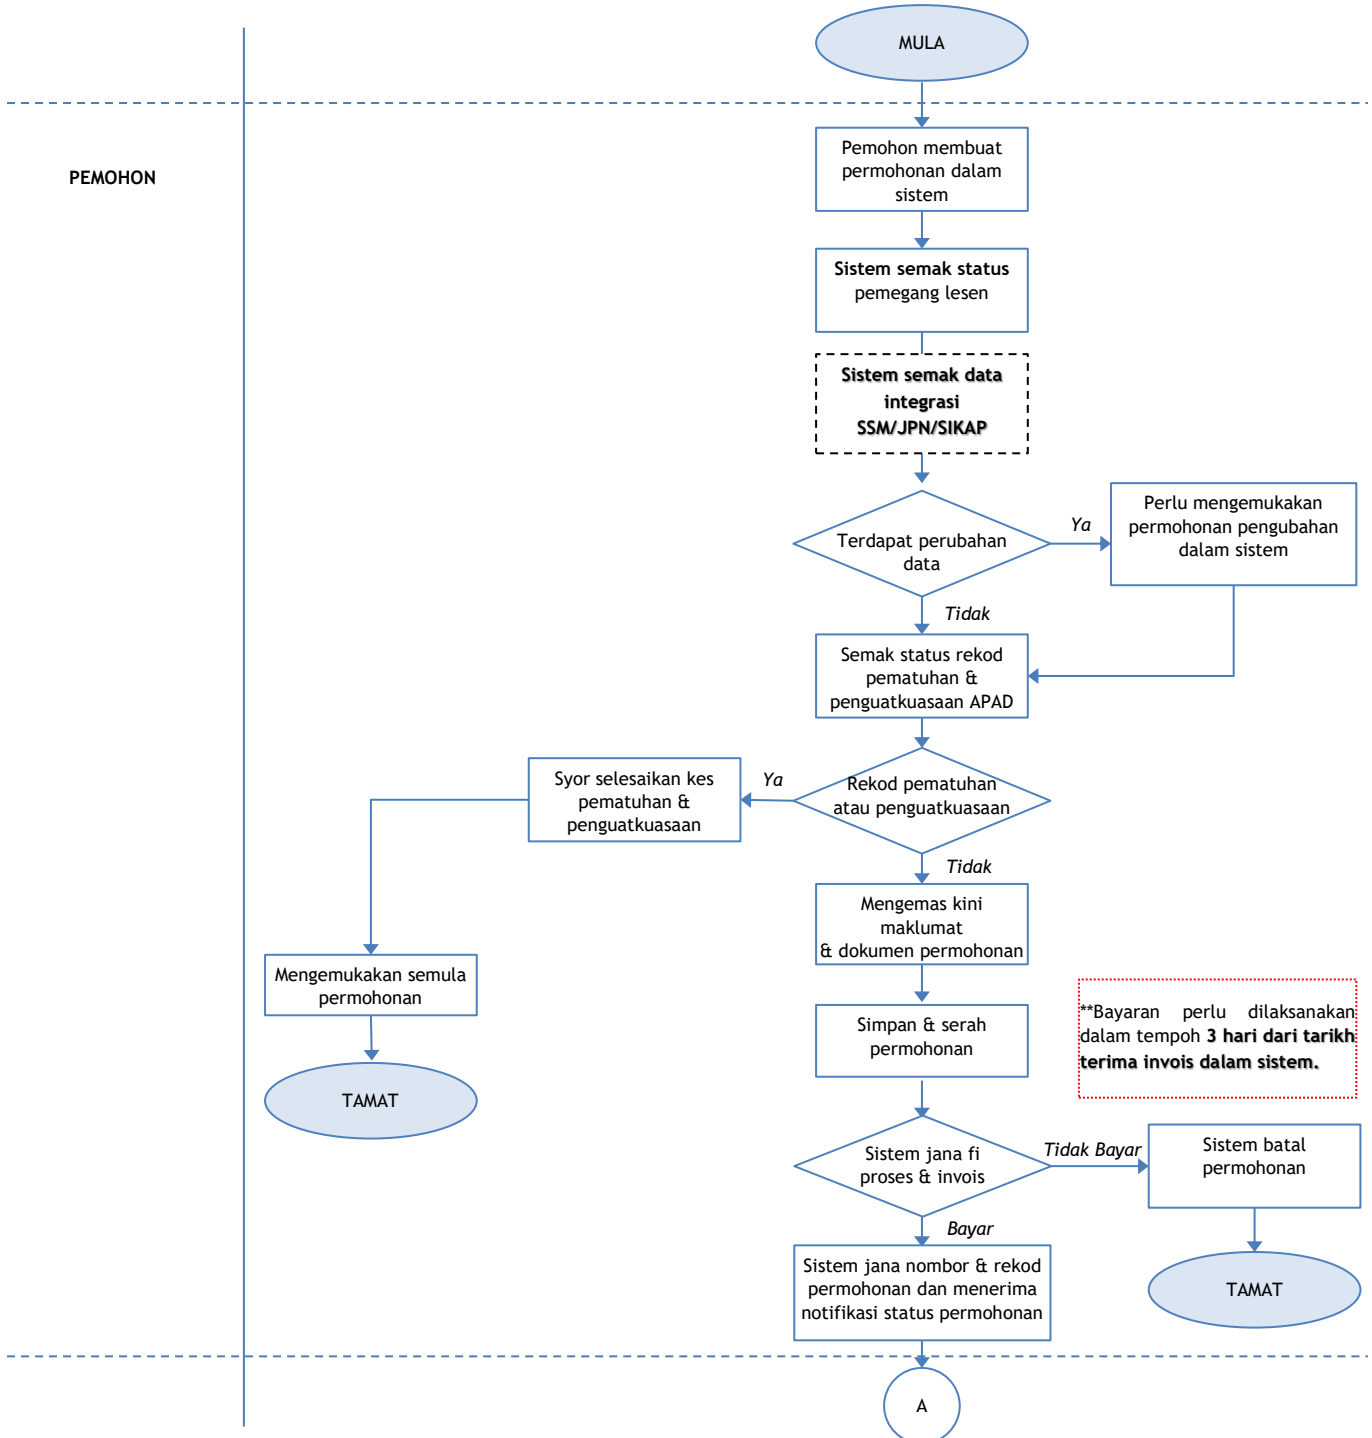 MULA
PEMOHON
Pemohon membuat
permohonan dalam
sistem
Sistem semak status
pemegang lesen
Sistem semak data
integrasi
SSM/JPN/SIKAP
Terdapat perubahan
data
Ya
Perlu mengemukakan
permohonan pengubahan
dalam sistem
Tidak
Semak status rekod
pematuhan &
penguatkuasaan APAD
Rekod pematuhan
atau penguatkuasaan
Ya
Syor selesaikan kes
pematuhan &
penguatkuasaan
Tidak
Mengemas kini
maklumat
& dokumen permohonan
Mengemukakan semula
permohonan
TAMAT
Simpan & serah
permohonan
**Bayaran perlu dilaksanakan
dalam tempoh 3 hari dari tarikh
terima invois dalam sistem.
Sistem jana fi
proses & invois
Tidak Bayar
Sistem batal
permohonan
TAMAT
Bayar
Sistem jana nombor & rekod
permohonan dan menerima
notifikasi status permohonan
A